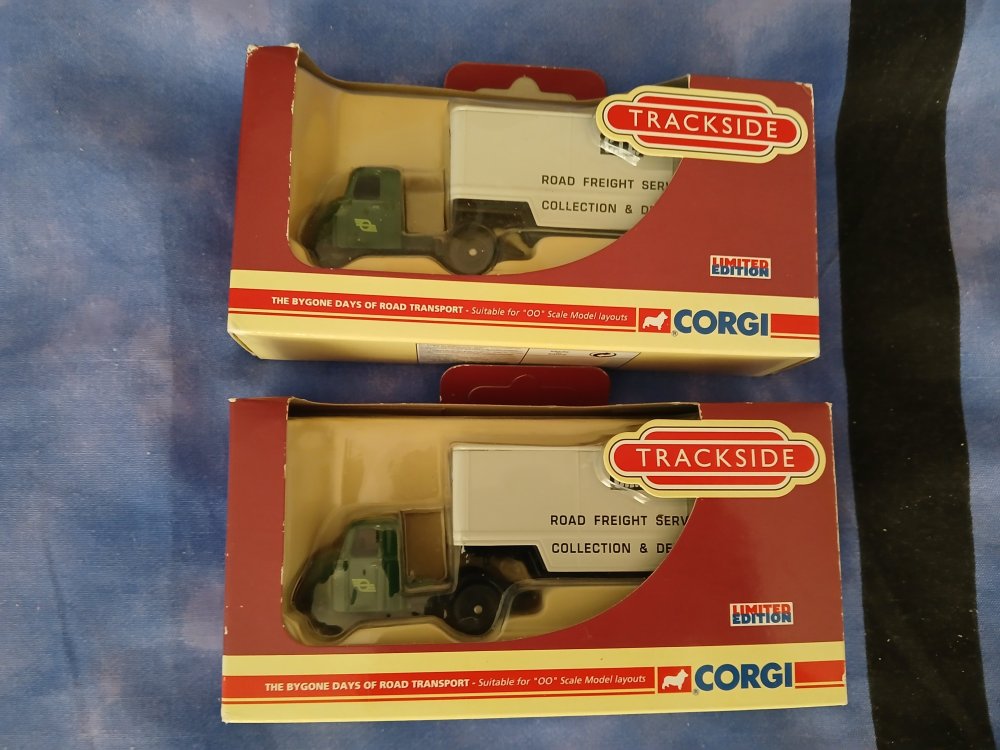 TRACKSIDE
ROAD FREIGHT SERV
COLLECTION & D
LIMITED
EDITION
THE BYGONE DAYS OF ROAD TRANSPORT - Suitable for "OO" Scale Model layouts
® CORGI
TRACKSIDE
ROAD FREIGHT SERV
COLLECTION & DE
LIMITED
EDITION
THE BYGONE DAYS OF ROAD TRANSPORT - Suitable for "OO" Scale Model layouts
® CORGI